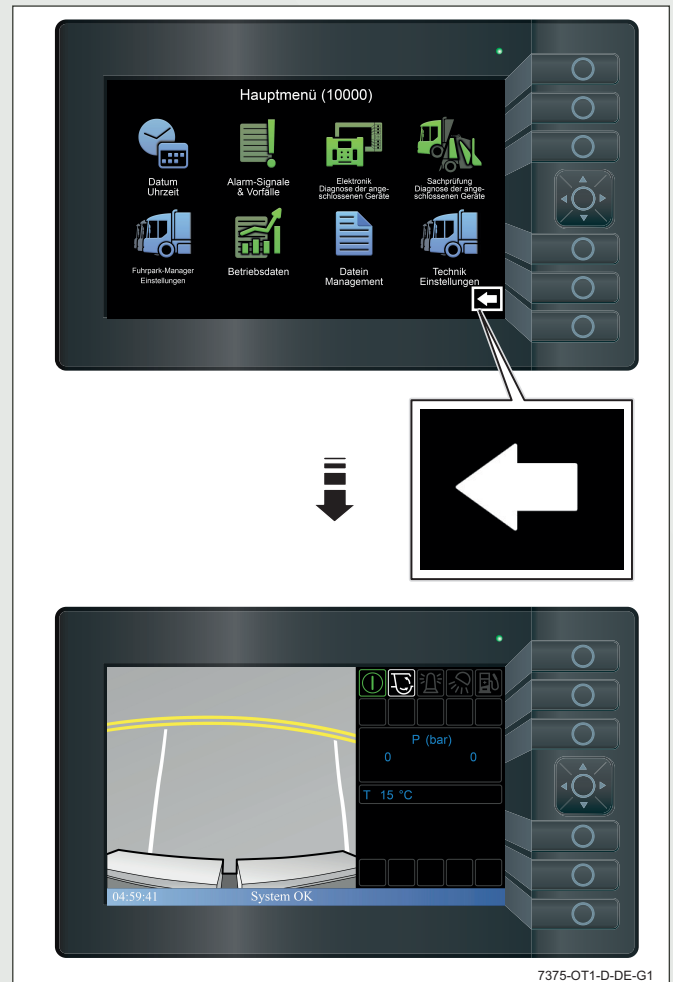 Hauptmenü (10000)
Datum
Uhrzeit
Alarm-Signale
& Vorfälle
Elektronik
Diagnose der ange-
schlossenen Geräte
Sachprüfung
Diagnose der ange-
schlossenen Geräte
Fuhrpark-Manager
Einstellungen
Betriebsdaten
Datein
Management
Technik
Einstellungen
P (bar)
0 0
T 15 °C
04:59:41 System OK
7375-OT1-D-DE-G1